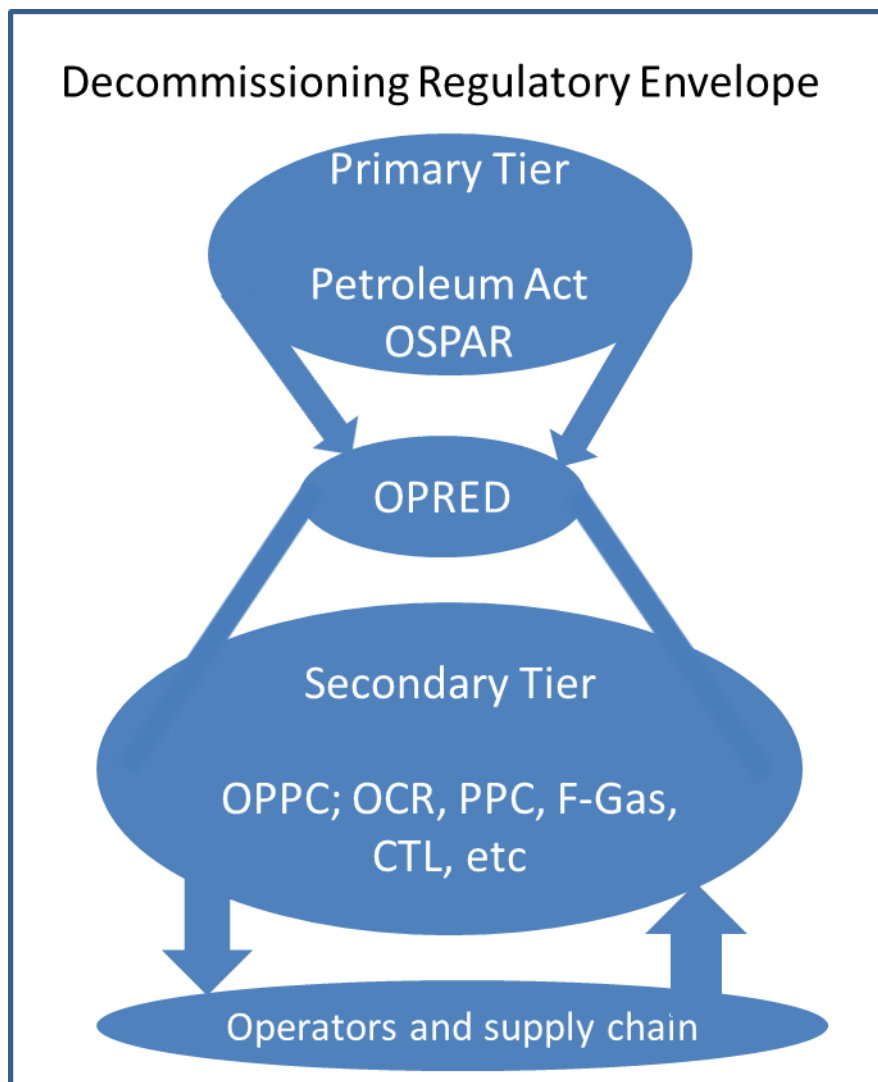 Decommissioning Regulatory Envelope
Primary Tier
Petroleum Act
OSPAR
OPRED
Secondary Tier
OPPC; OCR, PPC, F-Gas,
CTL, etc
Operators and supply chain